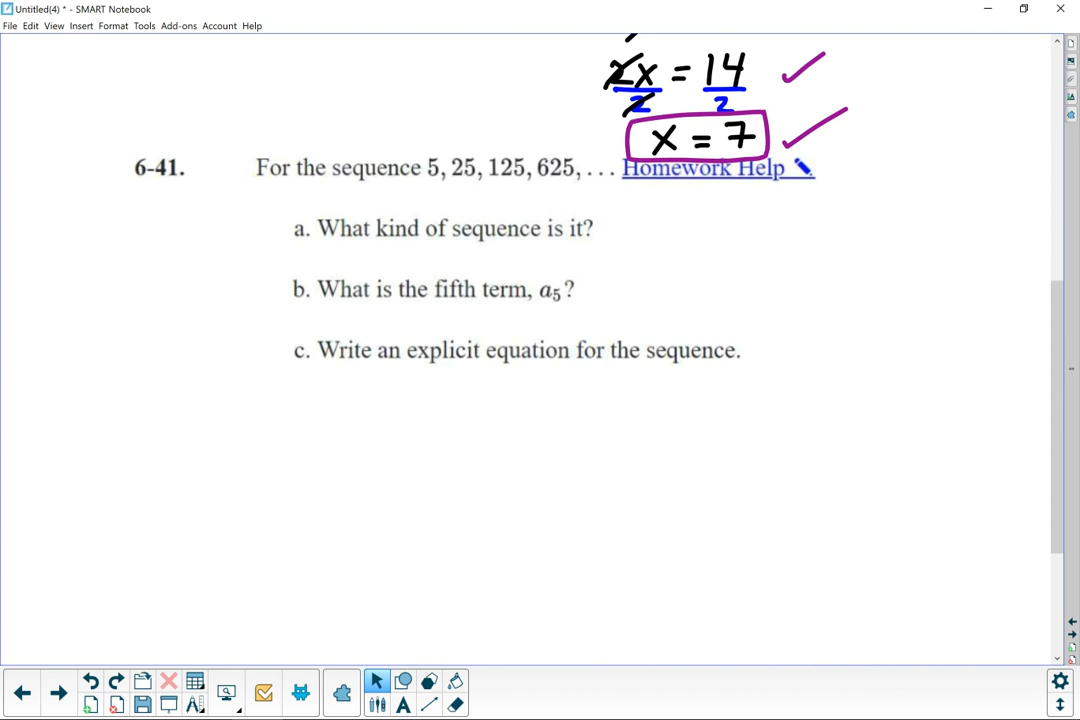 Untitled(4) * - SMART Notebook
File Edit View Insert Format Tools Add-ons Account Help
2x = 14
2 2
x = 7
6-41. For the sequence 5, 25, 125, 625, . . . Homework Help ✎
a. What kind of sequence is it?
b. What is the fifth term, a₅?
c. Write an explicit equation for the sequence.